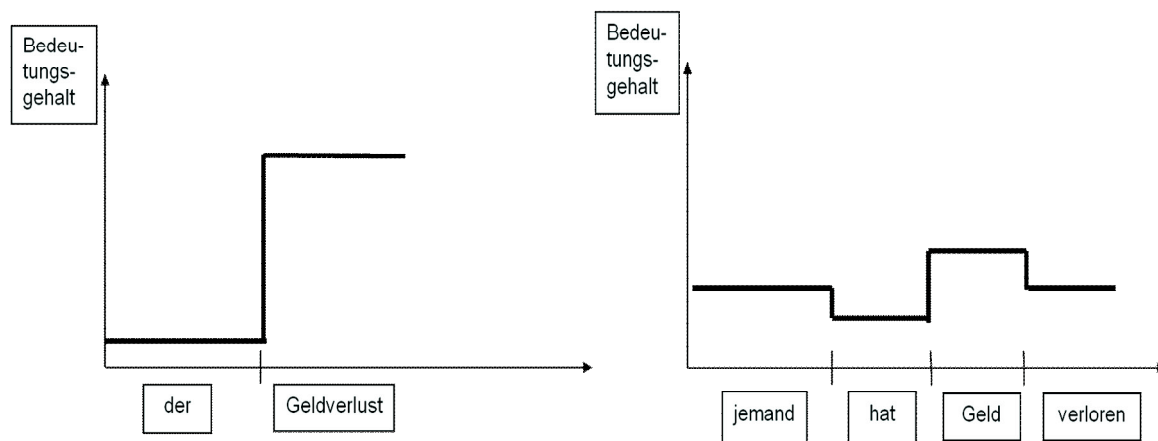 Bedeu-
tungs-
gehalt
der
Geldverlust
Bedeu-
tungs-
gehalt
jemand
hat
Geld
verloren